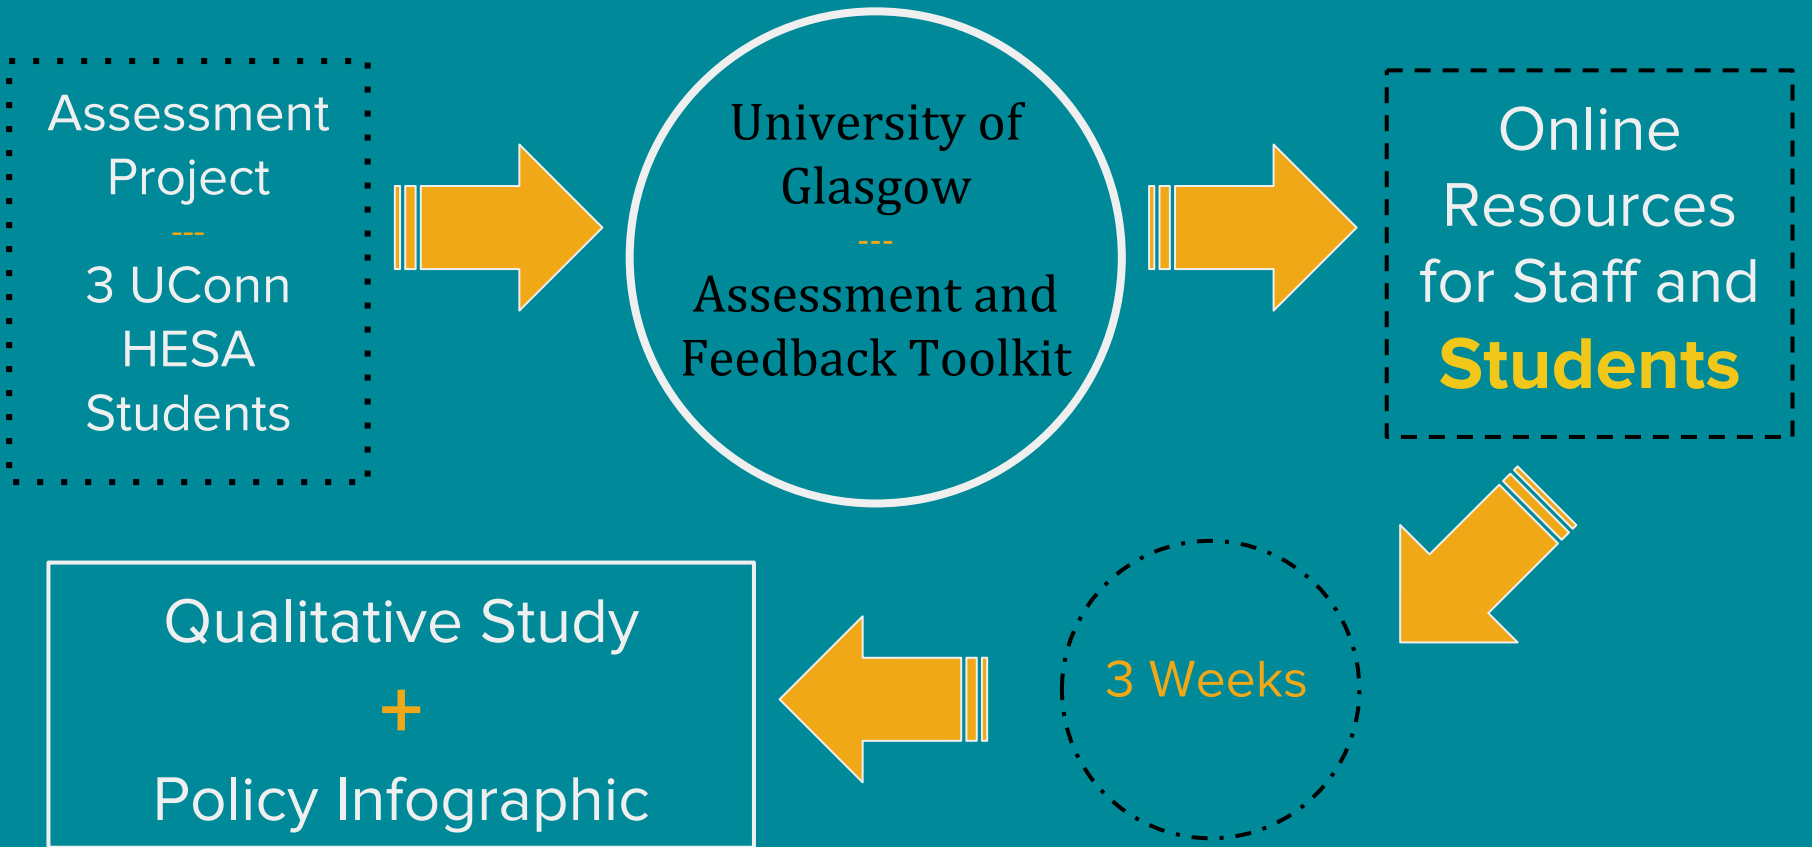 Assessment
Project
---
3 UConn
HESA
Students
University of
Glasgow
---
Assessment and
Feedback Toolkit
Online
Resources
for Staff and
Students
3 Weeks
Qualitative Study
+
Policy Infographic